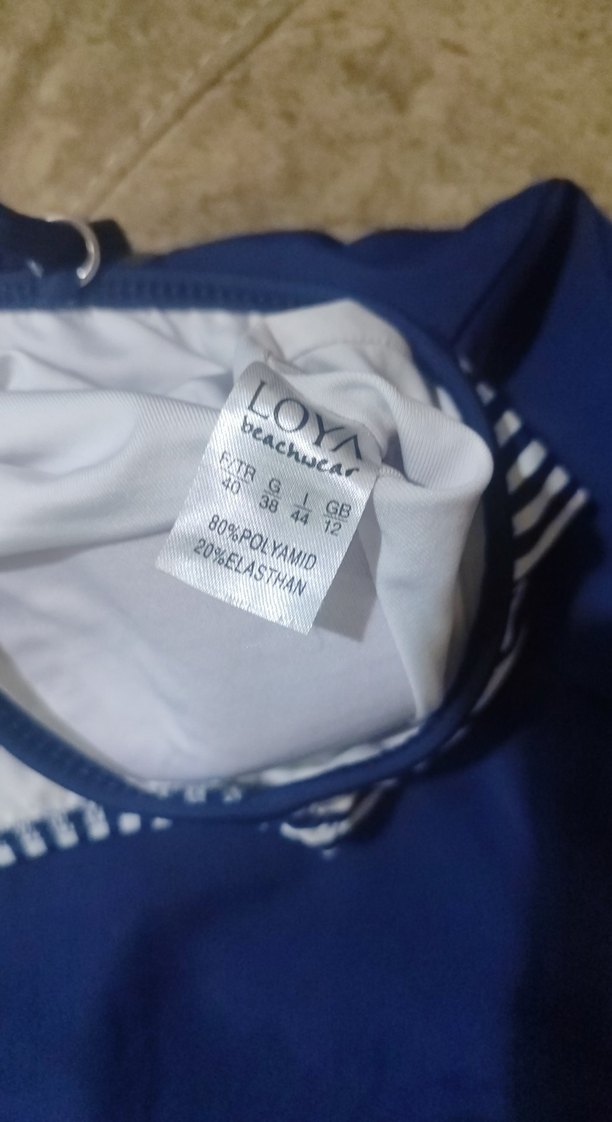 LOYA
beachwear
F/TR G I GB
40 38 44 12
80%POLYAMID
20%ELASTHAN